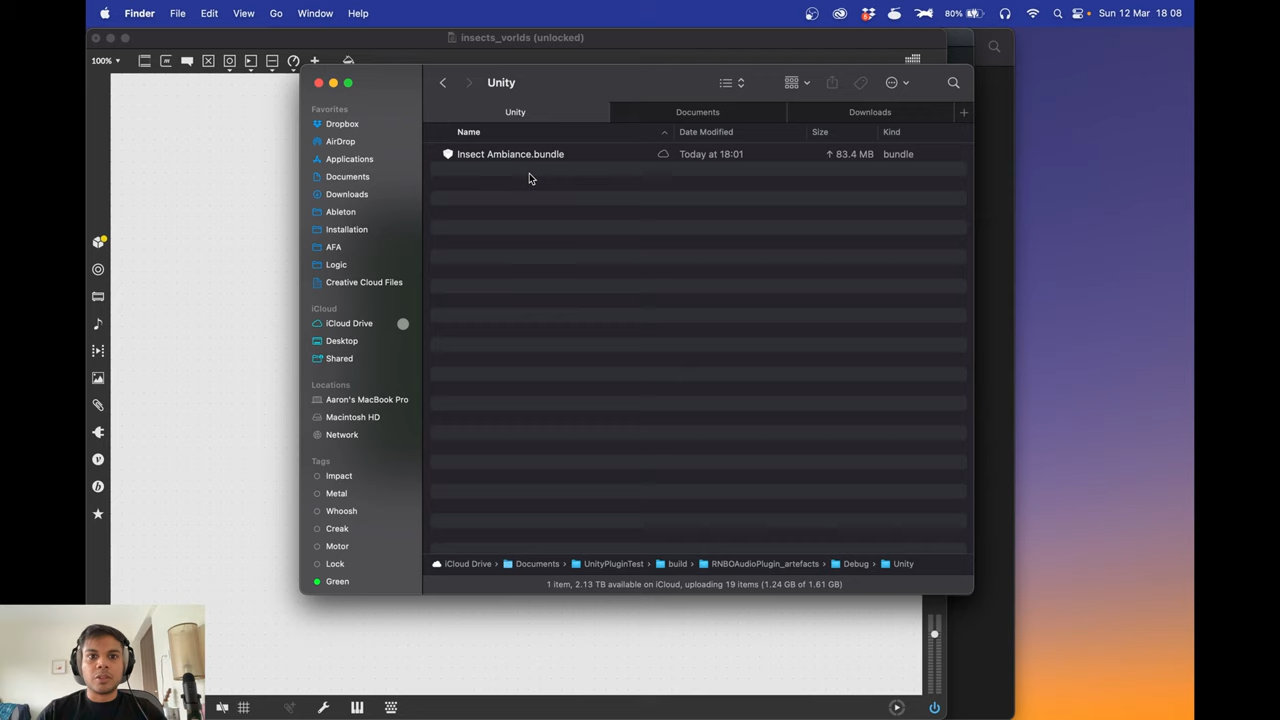 Finder File Edit View Go Window Help
80% Sun 12 Mar 18 08
insects_vorlds (unlocked)
100%
Unity
Unity Documents Downloads
Name Date Modified Size Kind
Insect Ambiance.bundle Today at 18:01 83.4 MB bundle
Favorites
Dropbox
AirDrop
Applications
Documents
Downloads
Ableton
Installation
AFA
Logic
Creative Cloud Files
iCloud
iCloud Drive
Desktop
Shared
Locations
Aaron's MacBook Pro
Macintosh HD
Network
Tags
Impact
Metal
Whoosh
Creak
Motor
Lock
Green
iCloud Drive › Documents › UnityPluginTest › build › RNBOAudioPlugin_artefacts › Debug › Unity
1 item, 2.13 TB available on iCloud, uploading 19 items (1.24 GB of 1.61 GB)